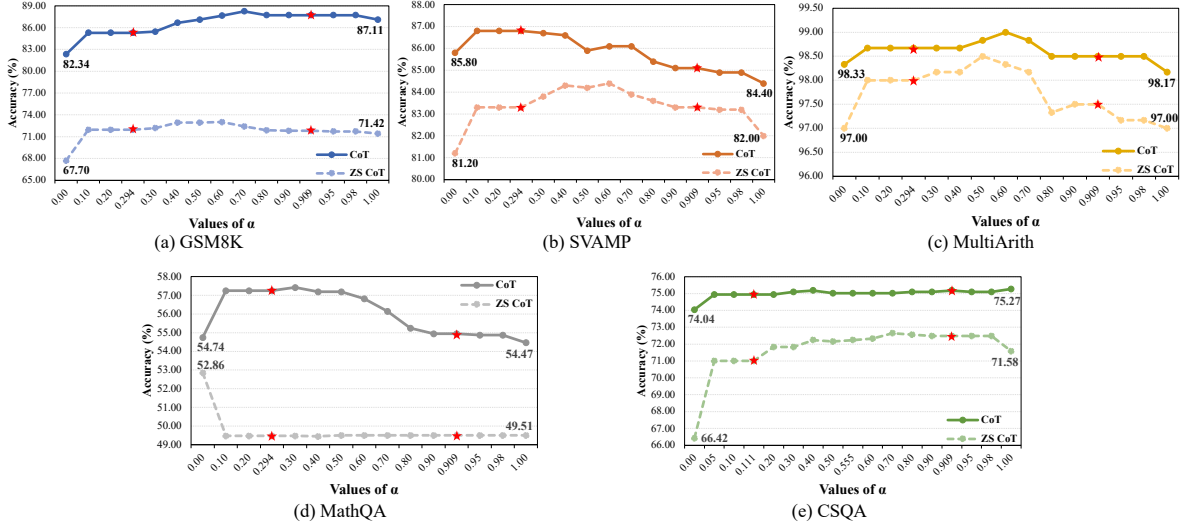 89.00
86.00
83.00
80.00
77.00
74.00
71.00
68.00
65.00
Accuracy (%)
82.34
87.11
67.70
71.42
CoT
ZS CoT
0.00 0.10 0.20 0.294 0.30 0.40 0.50 0.60 0.70 0.80 0.90 0.909 0.95 0.98 1.00
Values of α
(a) GSM8K
88.00
87.00
86.00
85.00
84.00
83.00
82.00
81.00
80.00
Accuracy (%)
85.80
84.40
81.20
82.00
CoT
ZS CoT
0.00 0.10 0.20 0.294 0.30 0.40 0.50 0.60 0.70 0.80 0.90 0.909 0.95 0.98 1.00
Values of α
(b) SVAMP
99.50
99.00
98.50
98.00
97.50
97.00
96.50
96.00
Accuracy (%)
98.33
98.17
97.00
97.00
CoT
ZS CoT
0.00 0.10 0.20 0.294 0.30 0.40 0.50 0.60 0.70 0.80 0.90 0.909 0.95 0.98 1.00
Values of α
(c) MultiArith
58.00
57.00
56.00
55.00
54.00
53.00
52.00
51.00
50.00
49.00
Accuracy (%)
54.74
52.86
54.47
49.51
CoT
ZS CoT
0.00 0.10 0.20 0.294 0.30 0.40 0.50 0.60 0.70 0.80 0.90 0.909 0.95 0.98 1.00
Values of α
(d) MathQA
76.00
75.00
74.00
73.00
72.00
71.00
70.00
69.00
68.00
67.00
66.00
Accuracy (%)
74.04
75.27
66.42
71.58
CoT
ZS CoT
0.00 0.05 0.10 0.111 0.20 0.30 0.40 0.50 0.555 0.60 0.70 0.80 0.90 0.909 0.95 0.98 1.00
Values of α
(e) CSQA